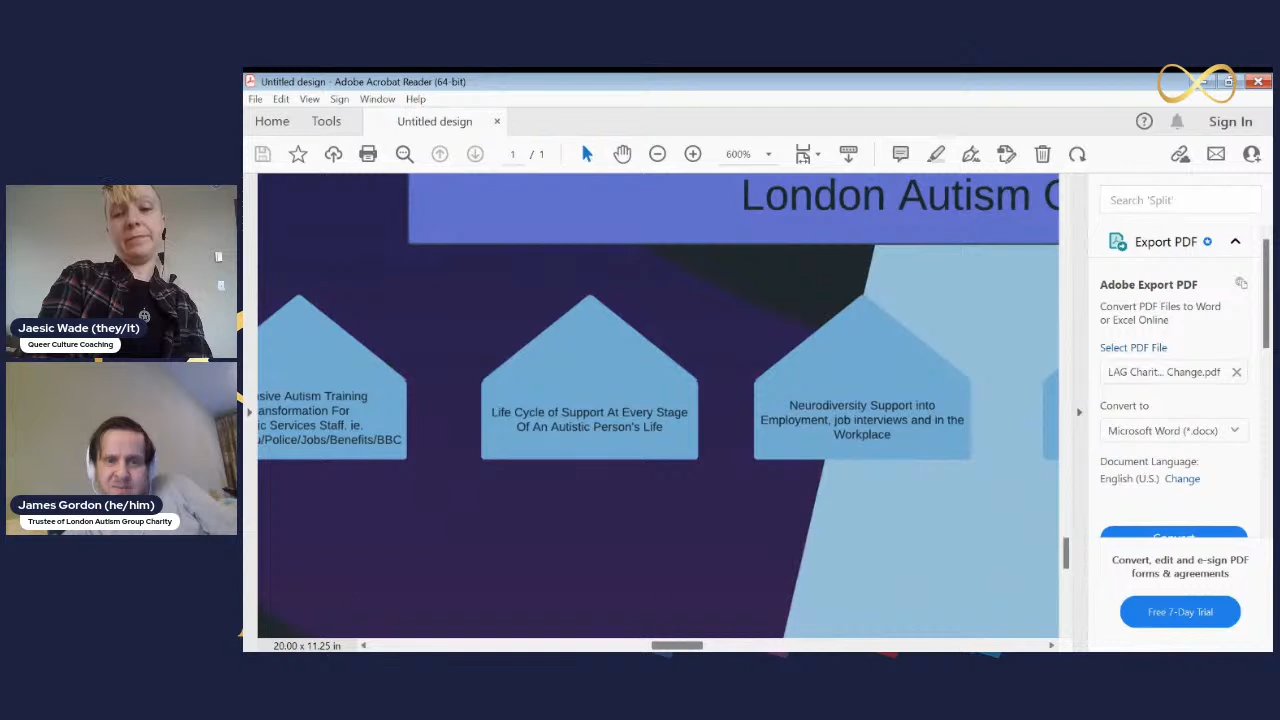 Untitled design - Adobe Acrobat Reader (64-bit)
File Edit View Sign Window Help
Home Tools Untitled design × Sign In
1 / 1 600%
London Autism
Search 'Split'
Export PDF
Adobe Export PDF
Convert PDF Files to Word
or Excel Online
Select PDF File
LAG Charit... Change.pdf
Convert to
Microsoft Word (*.docx)
Document Language:
English (U.S.) Change
Convert
Convert, edit and e-sign PDF
forms & agreements
Free 7-Day Trial
Autism Training
For
Services Staff. ie.
/Police/Jobs/Benefits/BBC
Life Cycle of Support At Every Stage
Of An Autistic Person's Life
Neurodiversity Support into
Employment, job interviews and in the
Workplace
20.00 x 11.25 in
Jaesic Wade (they/it)
Queer Culture Coaching
James Gordon (he/him)
Trustee of London Autism Group Charity